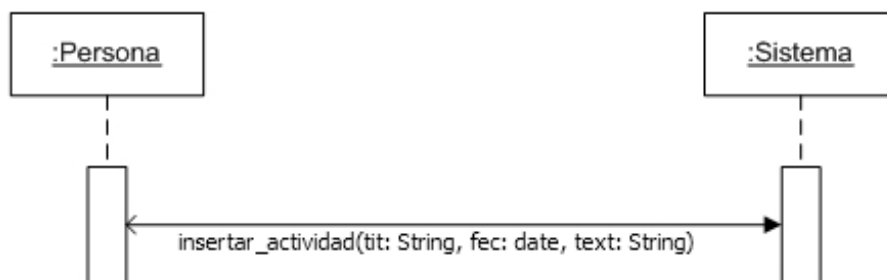 :Persona
:Sistema
insertar_actividad(tit: String, fec: date, text: String)